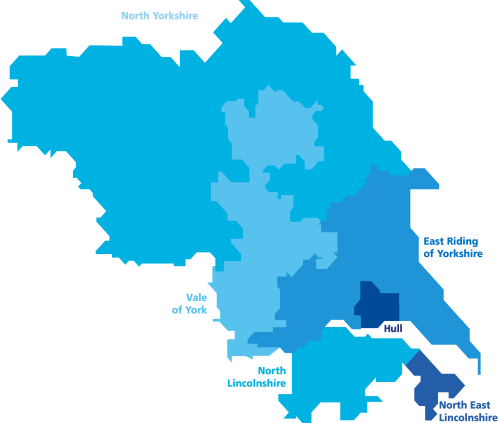 North Yorkshire
East Riding
of Yorkshire
Vale
of York
Hull
North
Lincolnshire
North East
Lincolnshire